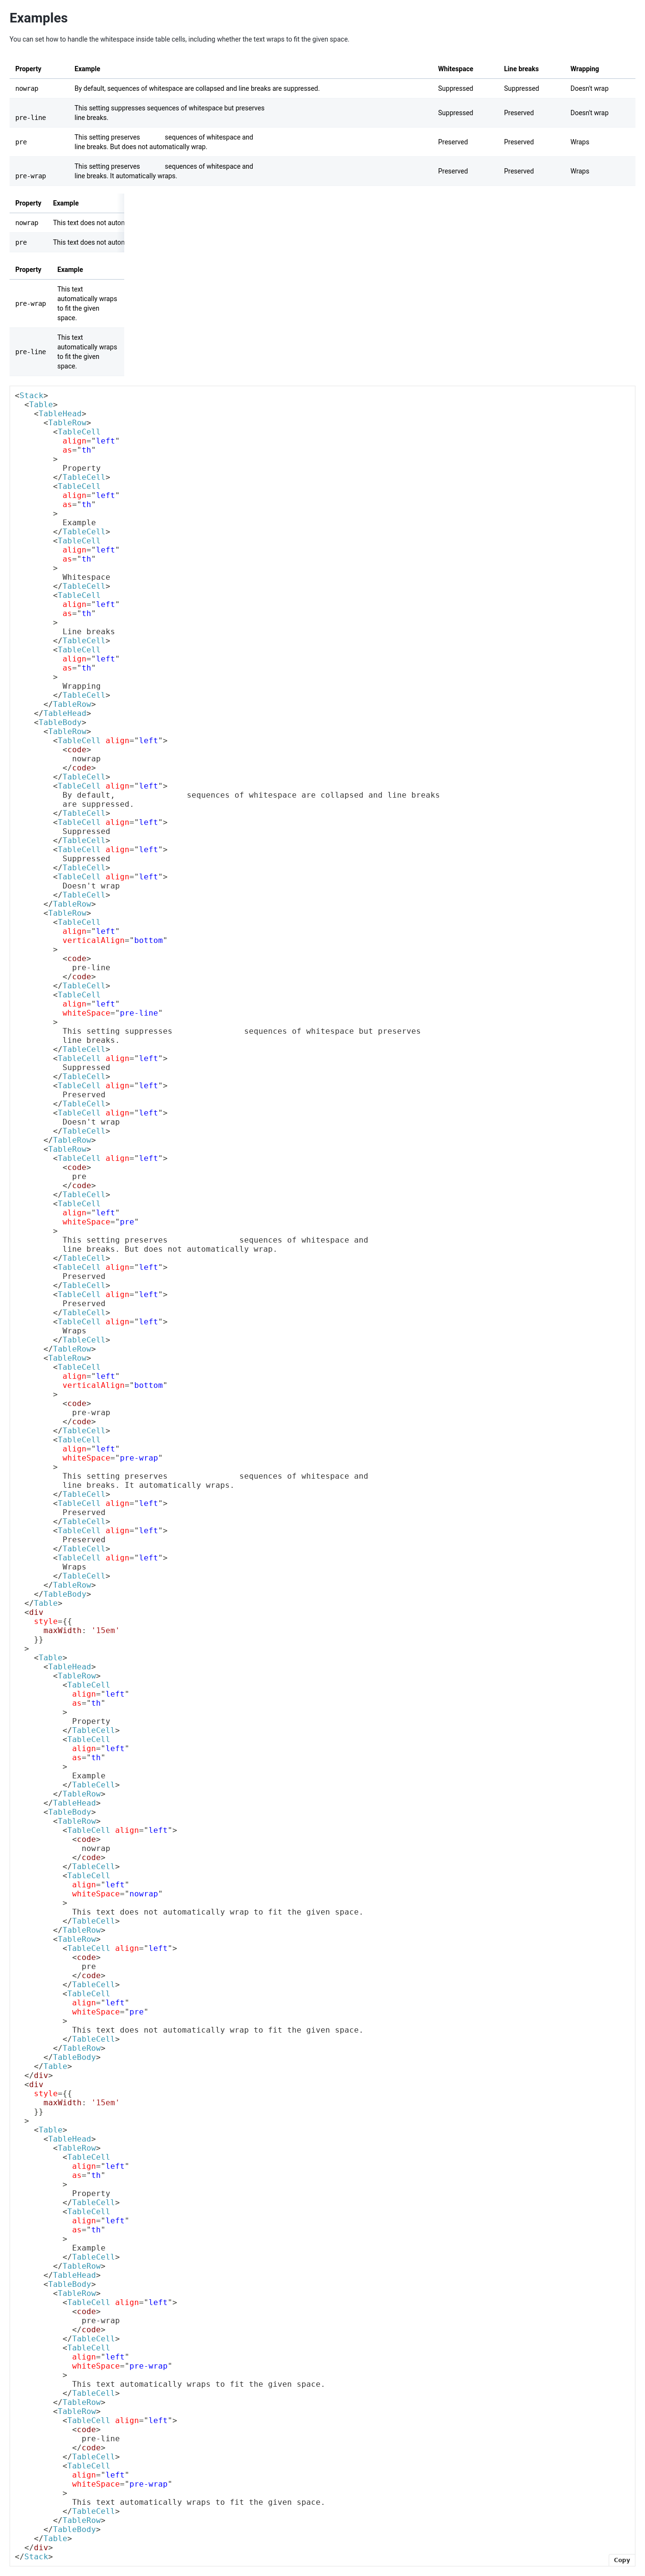 Examples
You can set how to handle the whitespace inside table cells, including whether the text wraps to fit the given space.
Property Example Whitespace Line breaks Wrapping
nowrap By default, sequences of whitespace are collapsed and line breaks are suppressed. Suppressed Suppressed Doesn't wrap
This setting suppresses sequences of whitespace but preserves
pre-line line breaks. Suppressed Preserved Doesn't wrap
This setting preserves sequences of whitespace and
pre line breaks. But does not automatically wrap. Preserved Preserved Wraps
This setting preserves sequences of whitespace and
pre-wrap line breaks. It automatically wraps. Preserved Preserved Wraps
Property Example
nowrap This text does not autom
pre This text does not autom
Property Example
pre-wrap This text
automatically wraps
to fit the given
space.
pre-line This text
automatically wraps
to fit the given
space.
<Stack>
<Table>
<TableHead>
<TableRow>
<TableCell
align="left"
as="th"
>
Property
</TableCell>
<TableCell
align="left"
as="th"
>
Example
</TableCell>
<TableCell
align="left"
as="th"
>
Whitespace
</TableCell>
<TableCell
align="left"
as="th"
>
Line breaks
</TableCell>
<TableCell
align="left"
as="th"
>
Wrapping
</TableCell>
</TableRow>
</TableHead>
<TableBody>
<TableRow>
<TableCell align="left">
<code>
nowrap
</code>
</TableCell>
<TableCell align="left">
By default, sequences of whitespace are collapsed and line breaks
are suppressed.
</TableCell>
<TableCell align="left">
Suppressed
</TableCell>
<TableCell align="left">
Suppressed
</TableCell>
<TableCell align="left">
Doesn't wrap
</TableCell>
</TableRow>
<TableRow>
<TableCell
align="left"
verticalAlign="bottom"
>
<code>
pre-line
</code>
</TableCell>
<TableCell
align="left"
whiteSpace="pre-line"
>
This setting suppresses sequences of whitespace but preserves
line breaks.
</TableCell>
<TableCell align="left">
Suppressed
</TableCell>
<TableCell align="left">
Preserved
</TableCell>
<TableCell align="left">
Doesn't wrap
</TableCell>
</TableRow>
<TableRow>
<TableCell align="left">
<code>
pre
</code>
</TableCell>
<TableCell
align="left"
whiteSpace="pre"
>
This setting preserves sequences of whitespace and
line breaks. But does not automatically wrap.
</TableCell>
<TableCell align="left">
Preserved
</TableCell>
<TableCell align="left">
Preserved
</TableCell>
<TableCell align="left">
Wraps
</TableCell>
</TableRow>
<TableRow>
<TableCell
align="left"
verticalAlign="bottom"
>
<code>
pre-wrap
</code>
</TableCell>
<TableCell
align="left"
whiteSpace="pre-wrap"
>
This setting preserves sequences of whitespace and
line breaks. It automatically wraps.
</TableCell>
<TableCell align="left">
Preserved
</TableCell>
<TableCell align="left">
Preserved
</TableCell>
<TableCell align="left">
Wraps
</TableCell>
</TableRow>
</TableBody>
</Table>
<div
style={{
maxWidth: '15em'
}}
>
<Table>
<TableHead>
<TableRow>
<TableCell
align="left"
as="th"
>
Property
</TableCell>
<TableCell
align="left"
as="th"
>
Example
</TableCell>
</TableRow>
</TableHead>
<TableBody>
<TableRow>
<TableCell align="left">
<code>
nowrap
</code>
</TableCell>
<TableCell
align="left"
whiteSpace="nowrap"
>
This text does not automatically wrap to fit the given space.
</TableCell>
</TableRow>
<TableRow>
<TableCell align="left">
<code>
pre
</code>
</TableCell>
<TableCell
align="left"
whiteSpace="pre"
>
This text does not automatically wrap to fit the given space.
</TableCell>
</TableRow>
</TableBody>
</Table>
</div>
<div
style={{
maxWidth: '15em'
}}
>
<Table>
<TableHead>
<TableRow>
<TableCell
align="left"
as="th"
>
Property
</TableCell>
<TableCell
align="left"
as="th"
>
Example
</TableCell>
</TableRow>
</TableHead>
<TableBody>
<TableRow>
<TableCell align="left">
<code>
pre-wrap
</code>
</TableCell>
<TableCell
align="left"
whiteSpace="pre-wrap"
>
This text automatically wraps to fit the given space.
</TableCell>
</TableRow>
<TableRow>
<TableCell align="left">
<code>
pre-line
</code>
</TableCell>
<TableCell
align="left"
whiteSpace="pre-wrap"
>
This text automatically wraps to fit the given space.
</TableCell>
</TableRow>
</TableBody>
</Table>
</div>
</Stack>
Copy